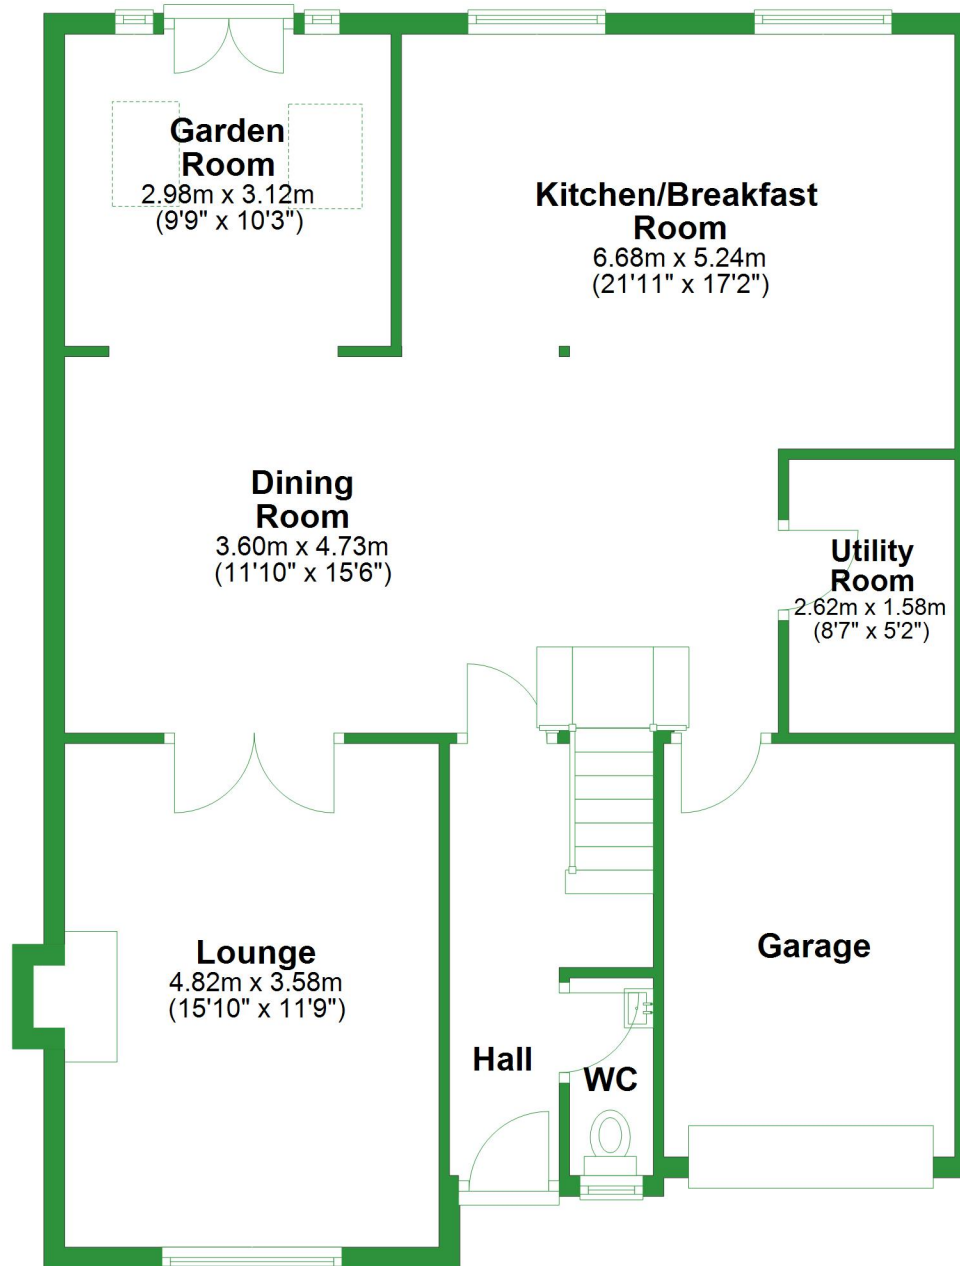 Garden
Room
2.98m x 3.12m
(9'9" x 10'3")
Kitchen/Breakfast
Room
6.68m x 5.24m
(21'11" x 17'2")
Dining
Room
3.60m x 4.73m
(11'10" x 15'6")
Utility
Room
2.62m x 1.58m
(8'7" x 5'2")
Lounge
4.82m x 3.58m
(15'10" x 11'9")
Garage
Hall
WC